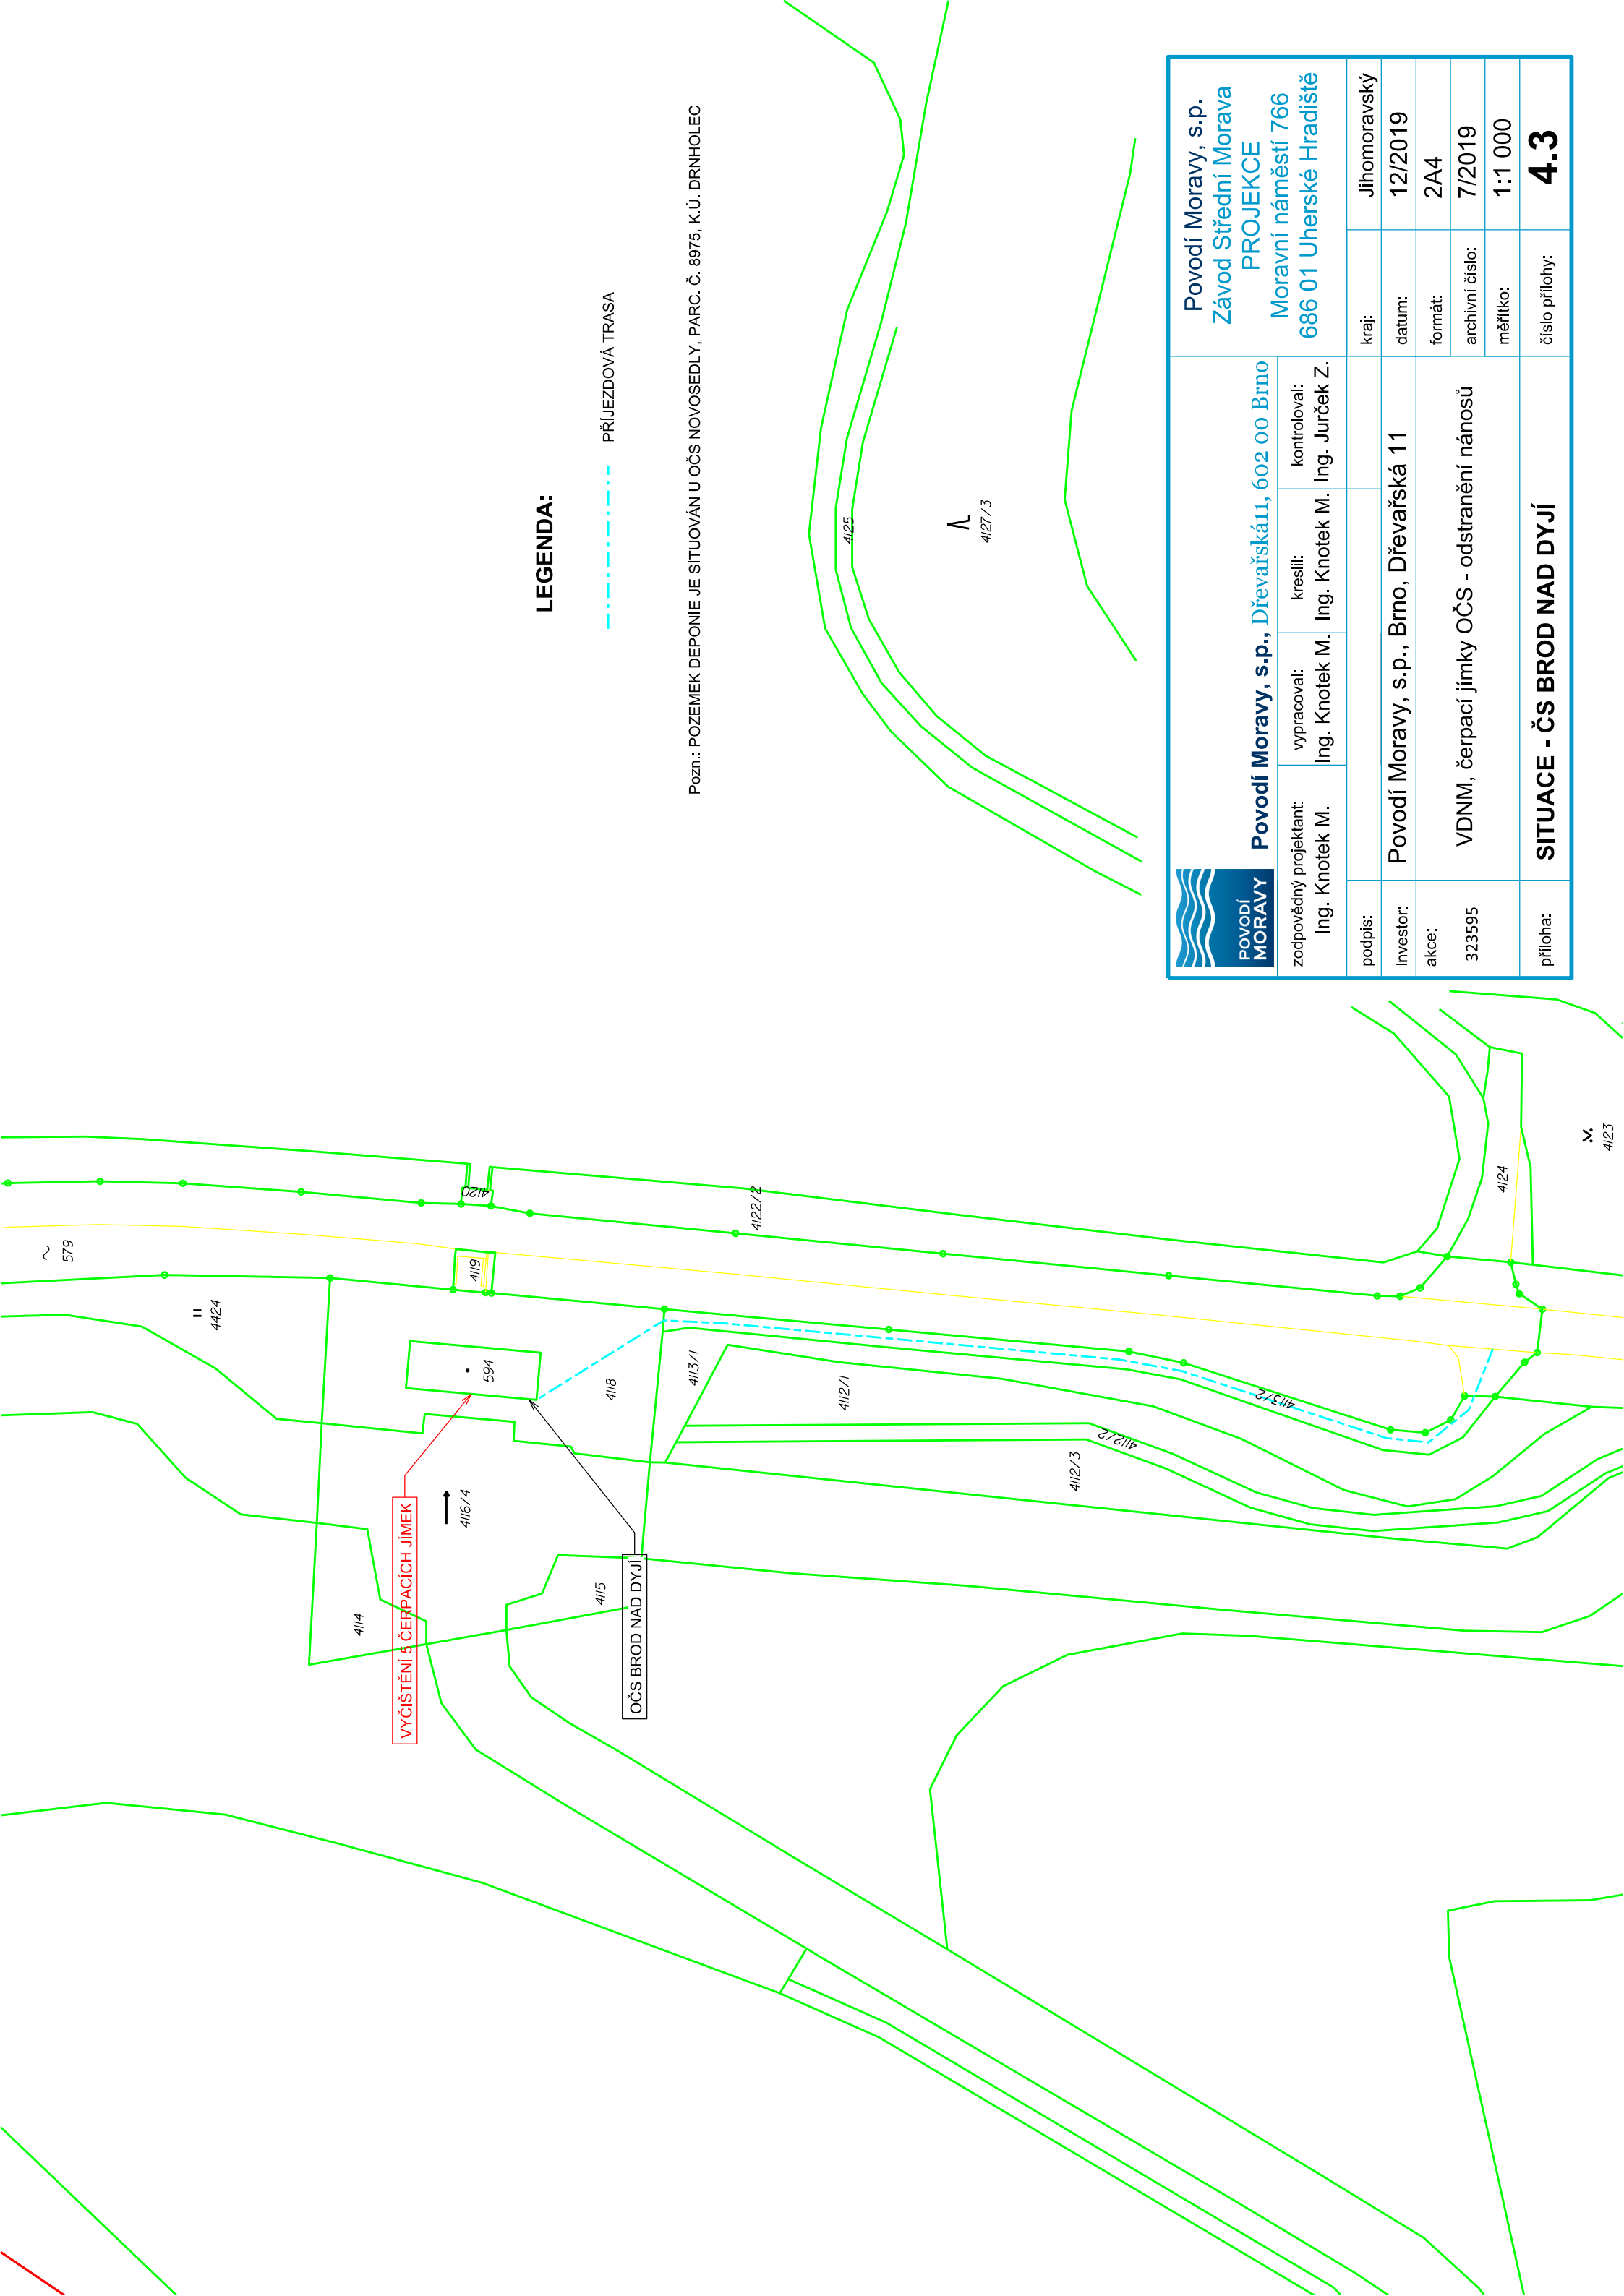 LEGENDA:
PŘÍJEZDOVÁ TRASA
Pozn.: POZEMEK DEPONIE JE SITUOVÁN U OČS NOVOSEDLY, PARC. Č. 8975, K.Ú. DRNHOLEC
579
4424
4120
4119
4122/2
594
4118
4113/1
4112/1
4113/2
4112/2
4112/3
4116/4
4114
4115
4125
4127/3
4124
4123
VYČIŠTĚNÍ 5 ČERPACÍCH JÍMEK
OČS BROD NAD DYJÍ
POVODÍ
MORAVY
Povodí Moravy, s.p., Dřevařská11, 602 00 Brno
Povodí Moravy, s.p.
Závod Střední Morava
PROJEKCE
Moravní náměstí 766
686 01 Uherské Hradiště
zodpovědný projektant: vypracoval: kreslil: kontroloval:
Ing. Knotek M. Ing. Knotek M. Ing. Knotek M. Ing. Jurček Z.
podpis: kraj: Jihomoravský
investor: Povodí Moravy, s.p., Brno, Dřevařská 11 datum: 12/2019
akce: formát: 2A4
323595 VDNM, čerpací jímky OČS - odstranění nánosů archivní číslo: 7/2019
měřítko: 1:1 000
příloha: SITUACE - ČS BROD NAD DYJÍ číslo přílohy: 4.3